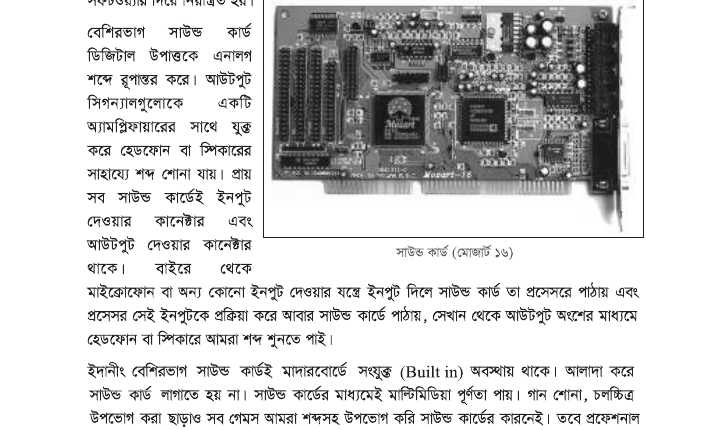 সফটওয়্যার দিয়ে নিয়ন্ত্রিত হয়।
বেশিরভাগ সাউন্ড কার্ড
ডিজিটাল উপাত্তকে এনালগ
শব্দে রূপান্তর করে। আউটপুট
সিগন্যালগুলোকে একটি
অ্যামপ্লিফায়ারের সাথে যুক্ত
করে হেডফোন বা স্পিকারের
সাহায্যে শব্দ শোনা যায়। প্রায়
সব সাউন্ড কার্ডেই ইনপুট
দেওয়ার কানেক্টার এবং
আউটপুট দেওয়ার কানেক্টার
থাকে। বাইরে থেকে
Mozart
Mozart-16
সাউন্ড কার্ড (মোজার্ট ১৬)
মাইক্রোফোন বা অন্য কোনো ইনপুট দেওয়ার যন্ত্রে ইনপুট দিলে সাউন্ড কার্ড তা প্রসেসরে পাঠায় এবং
প্রসেসর সেই ইনপুটকে প্রক্রিয়া করে আবার সাউন্ড কার্ডে পাঠায়, সেখান থেকে আউটপুট অংশের মাধ্যমে
হেডফোন বা স্পিকারে আমরা শব্দ শুনতে পাই।
ইদানীং বেশিরভাগ সাউন্ড কার্ডই মাদারবোর্ডে সংযুক্ত (Built in) অবস্থায় থাকে। আলাদা করে
সাউন্ড কার্ড লাগাতে হয় না। সাউন্ড কার্ডের মাধ্যমেই মাল্টিমিডিয়া পূর্ণতা পায়। গান শোনা, চলচ্চিত্র
উপভোগ করা ছাড়াও সব গেমস আমরা শব্দসহ উপভোগ করি সাউন্ড কার্ডের কারনেই। তবে প্রফেশনাল